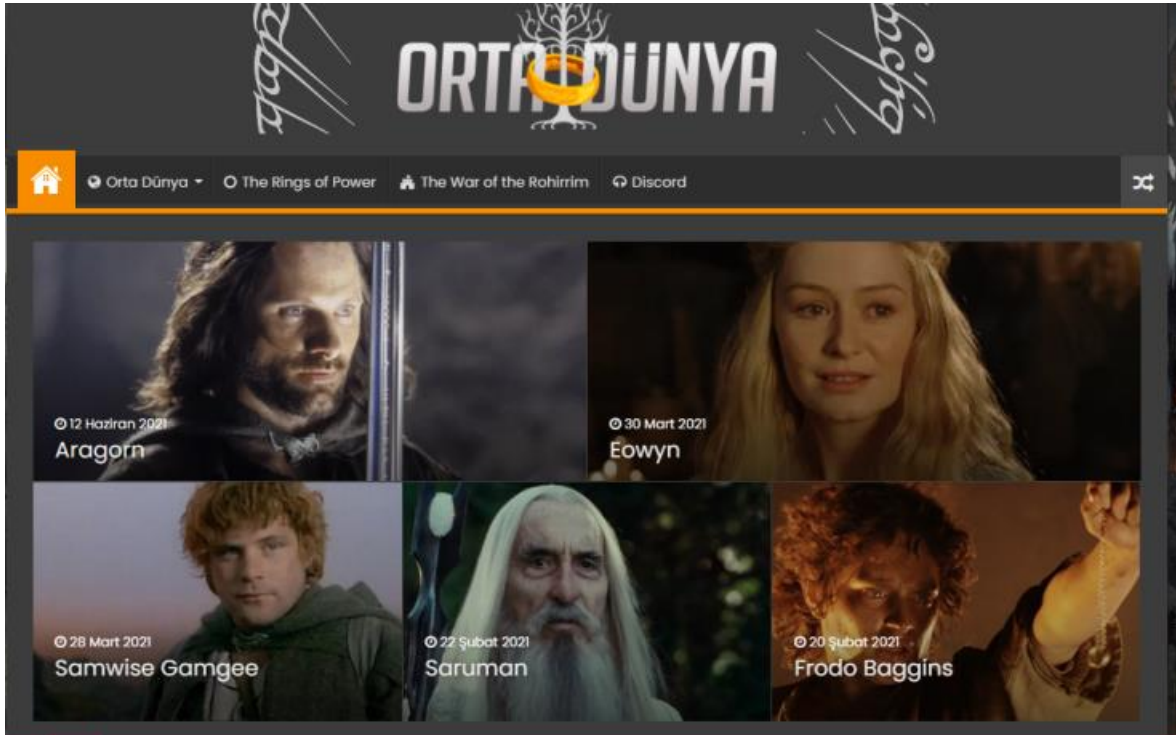 ORTA DÜNYA
Orta Dünya The Rings of Power The War of the Rohirrim Discord
12 Haziran 2021
Aragorn
30 Mart 2021
Eowyn
28 Mart 2021
Samwise Gamgee
22 Şubat 2021
Saruman
20 Şubat 2021
Frodo Baggins